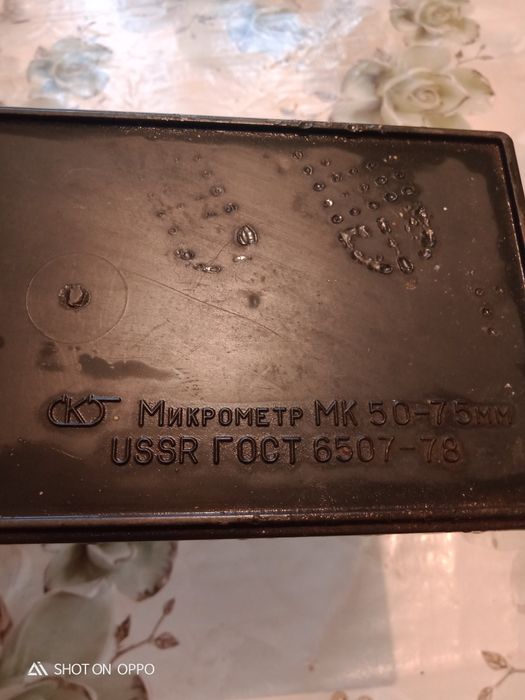 Микрометр МК 50-75мм
USSR ГОСТ 6507-78
SHOT ON OPPO